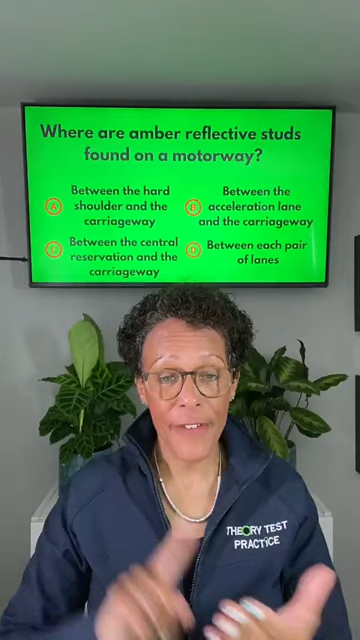 Where are amber reflective studs
found on a motorway?
A
Between the hard
shoulder and the
carriageway
B
Between the
acceleration lane
and the carriageway
C
Between the central
reservation and the
carriageway
Between each pair
of lanes
THEORY TEST
PRACTICE